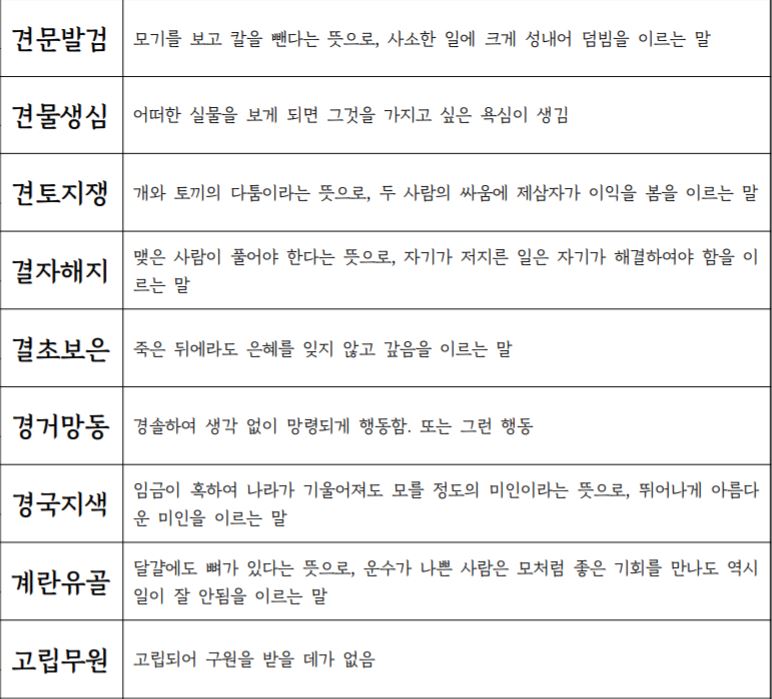 견문발검
모기를 보고 칼을 뺀다는 뜻으로, 사소한 일에 크게 성내어 덤빔을 이르는 말
견물생심
어떠한 실물을 보게 되면 그것을 가지고 싶은 욕심이 생김
견토지쟁
개와 토끼의 다툼이라는 뜻으로, 두 사람의 싸움에 제삼자가 이익을 봄을 이르는 말
결자해지
맺은 사람이 풀어야 한다는 뜻으로, 자기가 저지른 일은 자기가 해결하여야 함을 이
르는 말
결초보은
죽은 뒤에라도 은혜를 잊지 않고 갚음을 이르는 말
경거망동
경솔하여 생각 없이 망령되게 행동함. 또는 그런 행동
경국지색
임금이 혹하여 나라가 기울어져도 모를 정도의 미인이라는 뜻으로, 뛰어나게 아름다
운 미인을 이르는 말
계란유골
달걀에도 뼈가 있다는 뜻으로, 운수가 나쁜 사람은 모처럼 좋은 기회를 만나도 역시
일이 잘 안됨을 이르는 말
고립무원
고립되어 구원을 받을 데가 없음